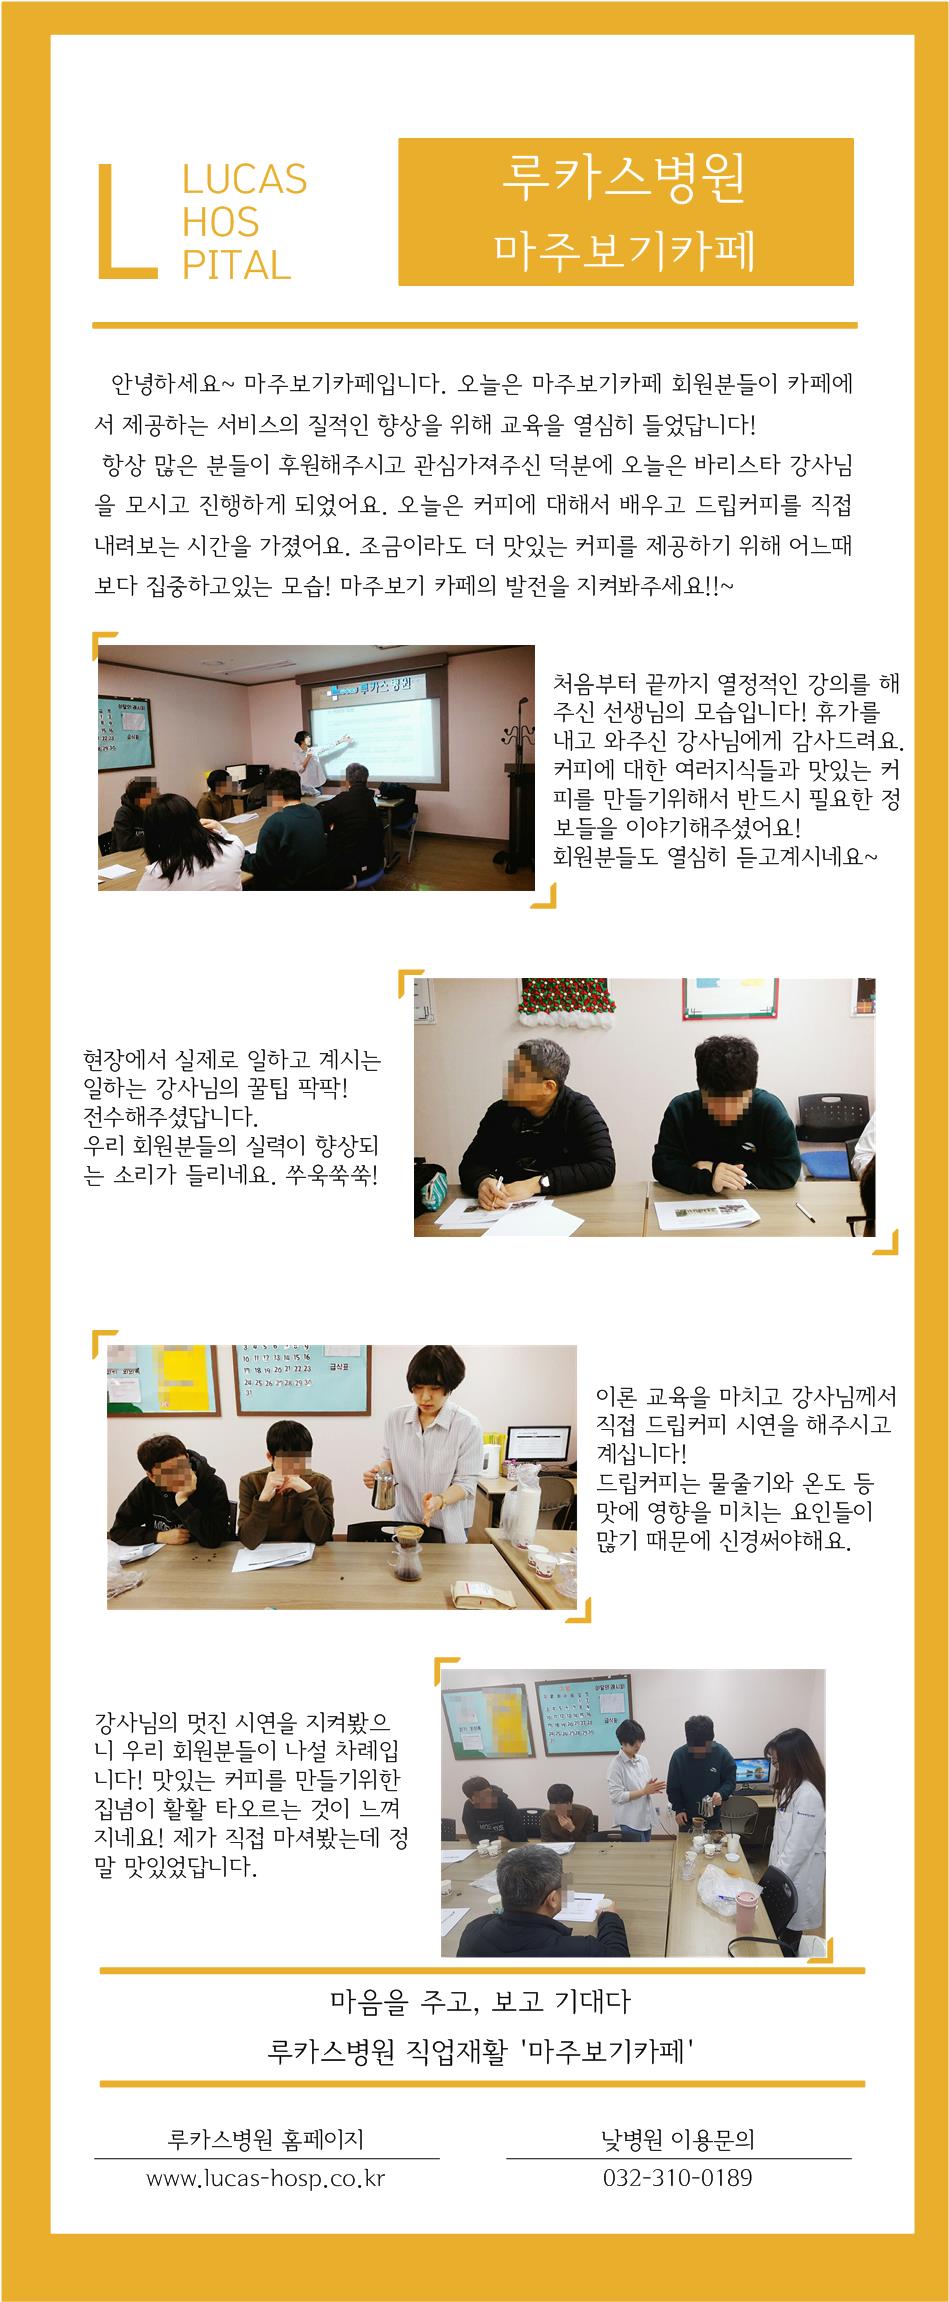 LUCAS
HOS
PITAL
루카스병원
마주보기카페
안녕하세요~ 마주보기카페입니다. 오늘은 마주보기카페 회원분들이 카페에
서 제공하는 서비스의 질적인 향상을 위해 교육을 열심히 들었답니다!
항상 많은 분들이 후원해주시고 관심가져주신 덕분에 오늘은 바리스타 강사님
을 모시고 진행하게 되었어요. 오늘은 커피에 대해서 배우고 드립커피를 직접
내려보는 시간을 가졌어요. 조금이라도 더 맛있는 커피를 제공하기 위해 어느때
보다 집중하고있는 모습! 마주보기 카페의 발전을 지켜봐주세요!!~
루카스병원
처음부터 끝까지 열정적인 강의를 해
주신 선생님의 모습입니다! 휴가를
내고 와주신 강사님에게 감사드려요.
커피에 대한 여러지식들과 맛있는 커
피를 만들기위해서 반드시 필요한 정
보들을 이야기해주셨어요!
회원분들도 열심히 듣고계시네요~
현장에서 실제로 일하고 계시는
일하는 강사님의 꿀팁 팍팍!
전수해주셨답니다.
우리 회원분들의 실력이 향상되
는 소리가 들리네요. 쑤욱쑥쑥!
10 11 12 13 14 15 16
17 18 19 20 21 22 23
24 25 26 27 28 29 30
31
급식표
이론 교육을 마치고 강사님께서
직접 드립커피 시연을 해주시고
계십니다!
드립커피는 물줄기와 온도 등
맛에 영향을 미치는 요인들이
많기 때문에 신경써야해요.
강사님의 멋진 시연을 지켜봤으
니 우리 회원분들이 나설 차례입
니다! 맛있는 커피를 만들기위한
집념이 활활 타오르는 것이 느껴
지네요! 제가 직접 마셔봤는데 정
말 맛있었답니다.
마음을 주고, 보고 기대다
루카스병원 직업재활 '마주보기카페'
루카스병원 홈페이지
www.lucas-hosp.co.kr
낮병원 이용문의
032-310-0189